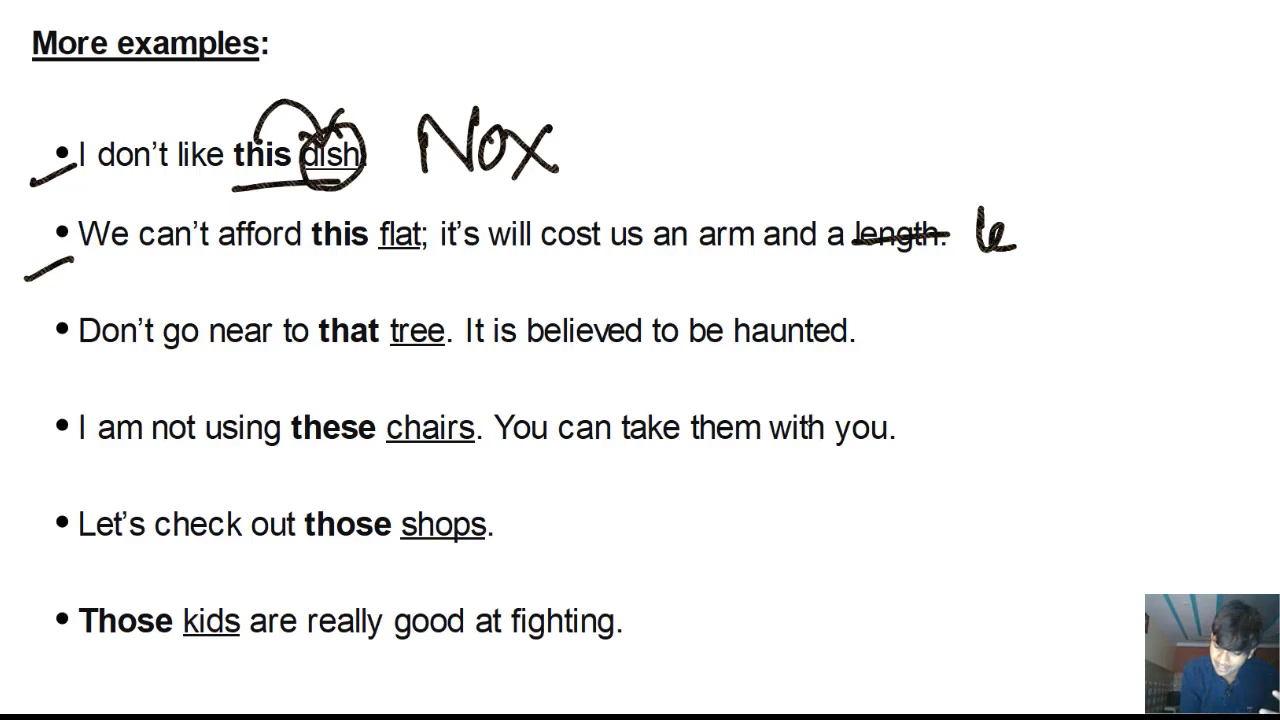 More examples:
• I don’t like this dish. Nox
• We can’t afford this flat; it’s will cost us an arm and a length. le
• Don’t go near to that tree. It is believed to be haunted.
• I am not using these chairs. You can take them with you.
• Let’s check out those shops.
• Those kids are really good at fighting.